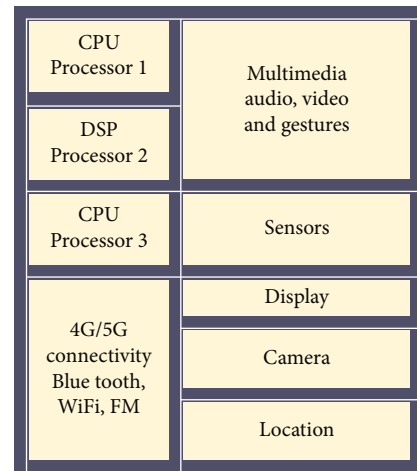 CPU
Processor 1
Multimedia
audio, video
and gestures
DSP
Processor 2
CPU
Processor 3
Sensors
4G/5G
connectivity
Blue tooth,
WiFi, FM
Display
Camera
Location